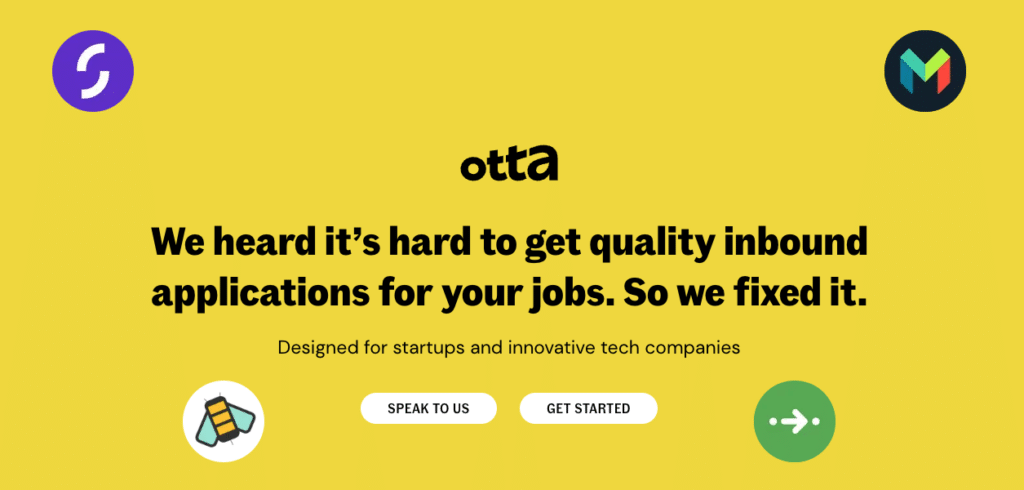 otta
We heard it’s hard to get quality inbound
applications for your jobs. So we fixed it.
Designed for startups and innovative tech companies
SPEAK TO US
GET STARTED